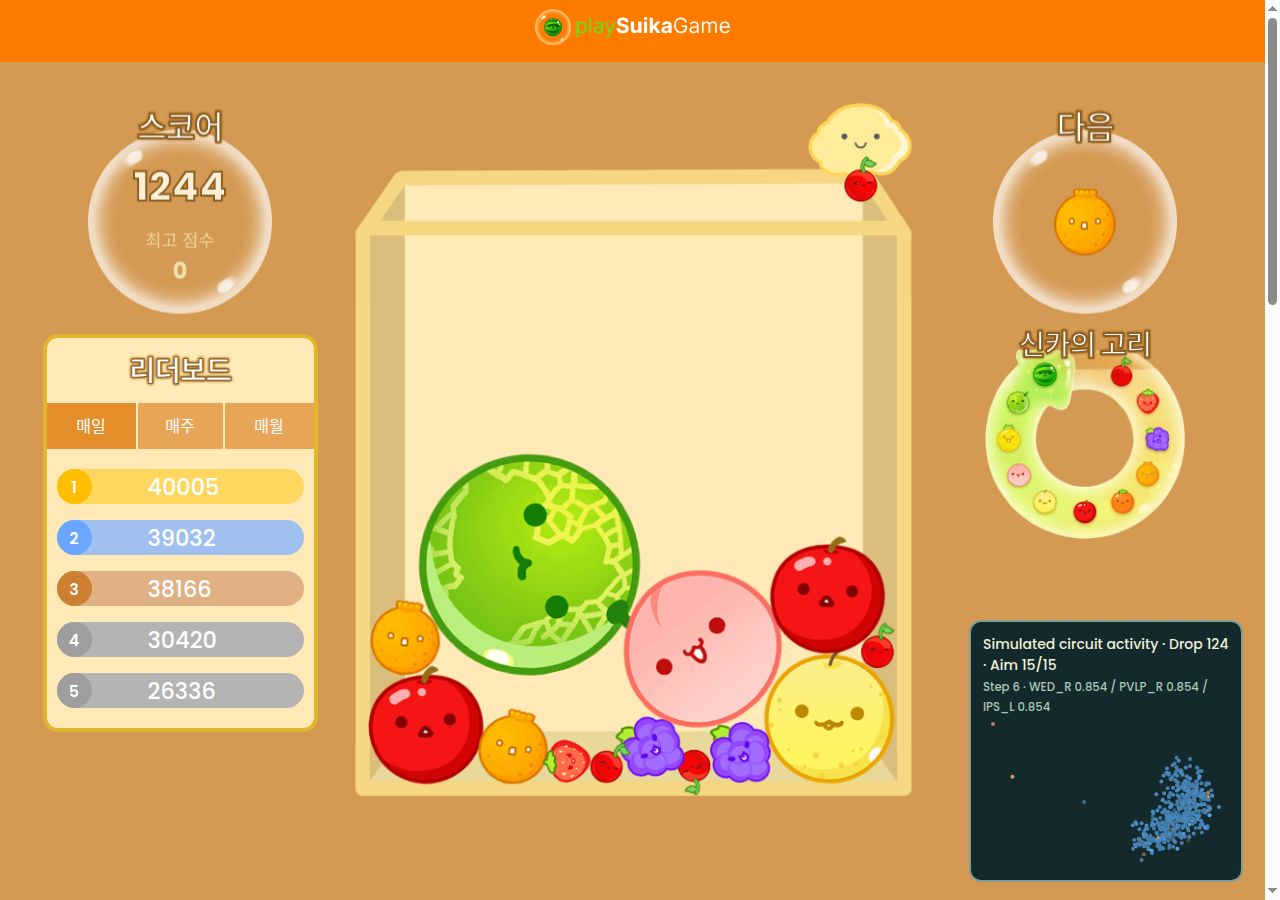 playSuikaGame
스코어
1244
최고 점수
0
리더보드
매일 매주 매월
1 40005
2 39032
3 38166
4 30420
5 26336
다음
신카의 고리
Simulated circuit activity · Drop 124
· Aim 15/15
Step 6 · WED_R 0.854 / PVLP_R 0.854 /
IPS_L 0.854